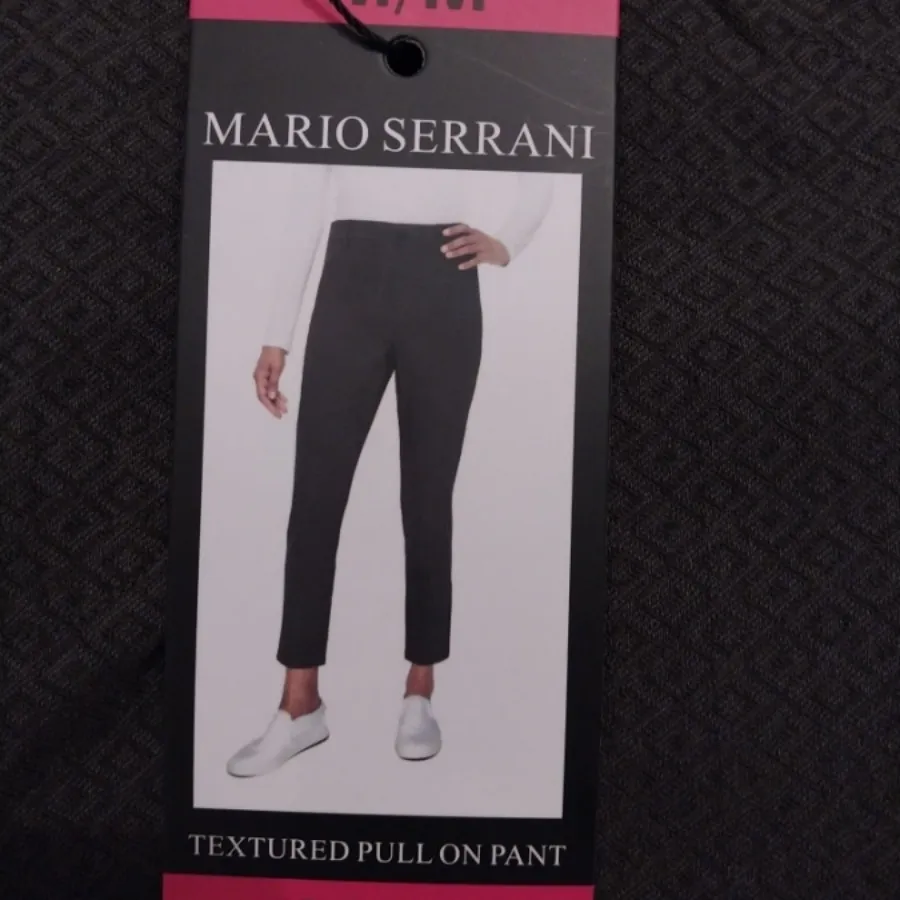 MARIO SERRANI
TEXTURED PULL ON PANT